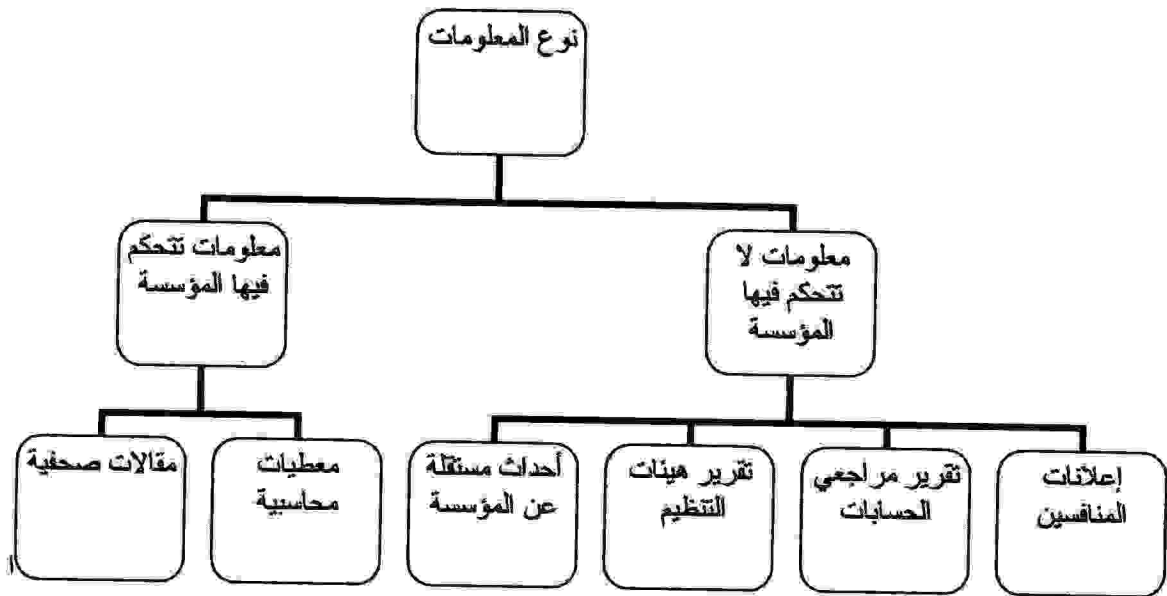 نوع المعلومات
معلومات لا
تتحكم فيها
المؤسسة
معلومات تتحكم
فيها المؤسسة
إعلانات
المنافسين
تقرير مراجعي
الحسابات
تقرير هيئات
التنظيم
أحداث مستقلة
عن المؤسسة
معطيات
محاسبية
مقالات صحفية
ا